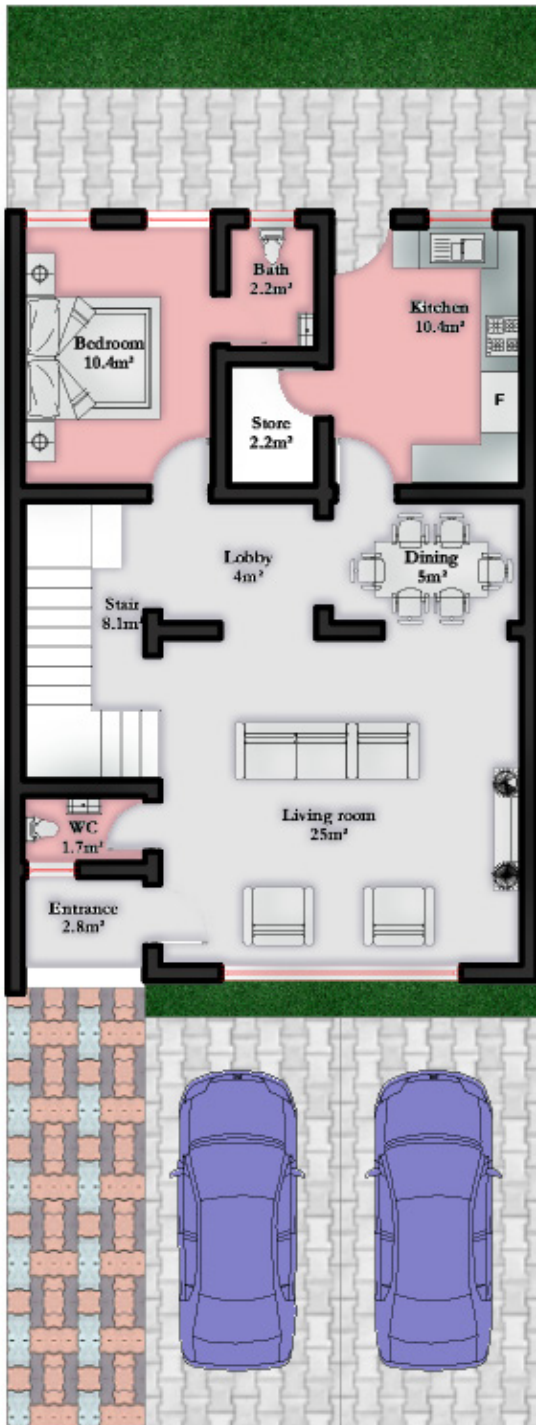 Bath
2.2m²
Bedroom
10.4m²
Kitchen
10.4m²
F
Store
2.2m²
Lobby
4m²
Dining
5m²
Stair
8.1m²
Living room
25m²
WC
1.7m²
Entrance
2.8m²